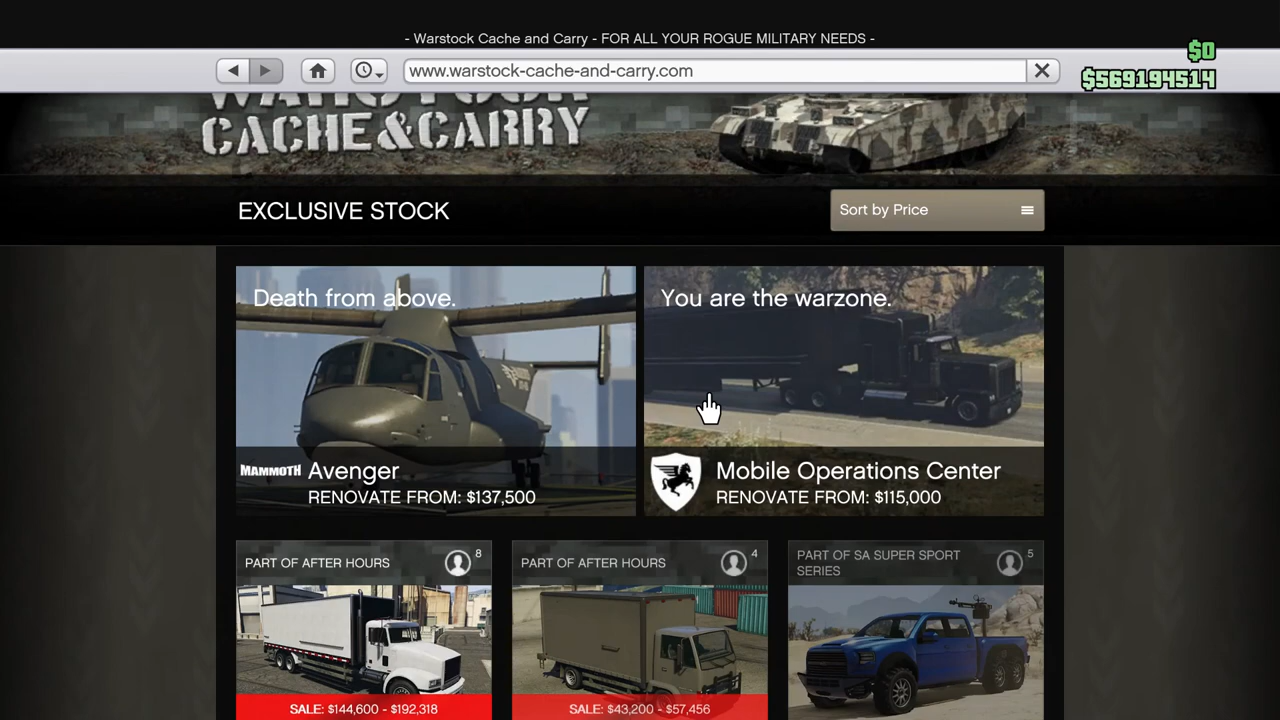 - Warstock Cache and Carry - FOR ALL YOUR ROGUE MILITARY NEEDS -
$0
www.warstock-cache-and-carry.com
$569194514
WARSTOCK
CACHE&CARRY
EXCLUSIVE STOCK
Sort by Price
Death from above.
You are the warzone.
MAMMOTH
Avenger
RENOVATE FROM: $137,500
Mobile Operations Center
RENOVATE FROM: $115,000
PART OF AFTER HOURS
8
PART OF AFTER HOURS
4
PART OF SA SUPER SPORT
SERIES
5
SALE: $144,600 - $192,318
SALE: $43,200 - $57,456